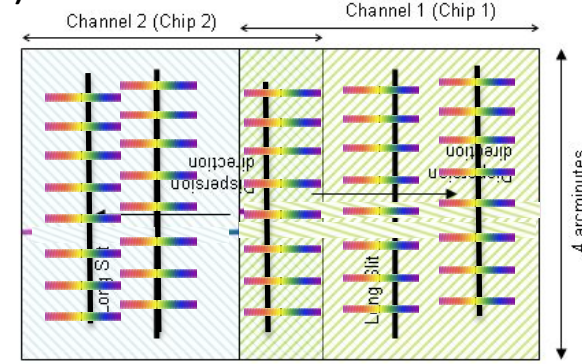 Channel 2 (Chip 2)
Channel 1 (Chip 1)
Dispersion
direction
Dispersion
direction
Long Slit
Long Slit
4 arcminutes